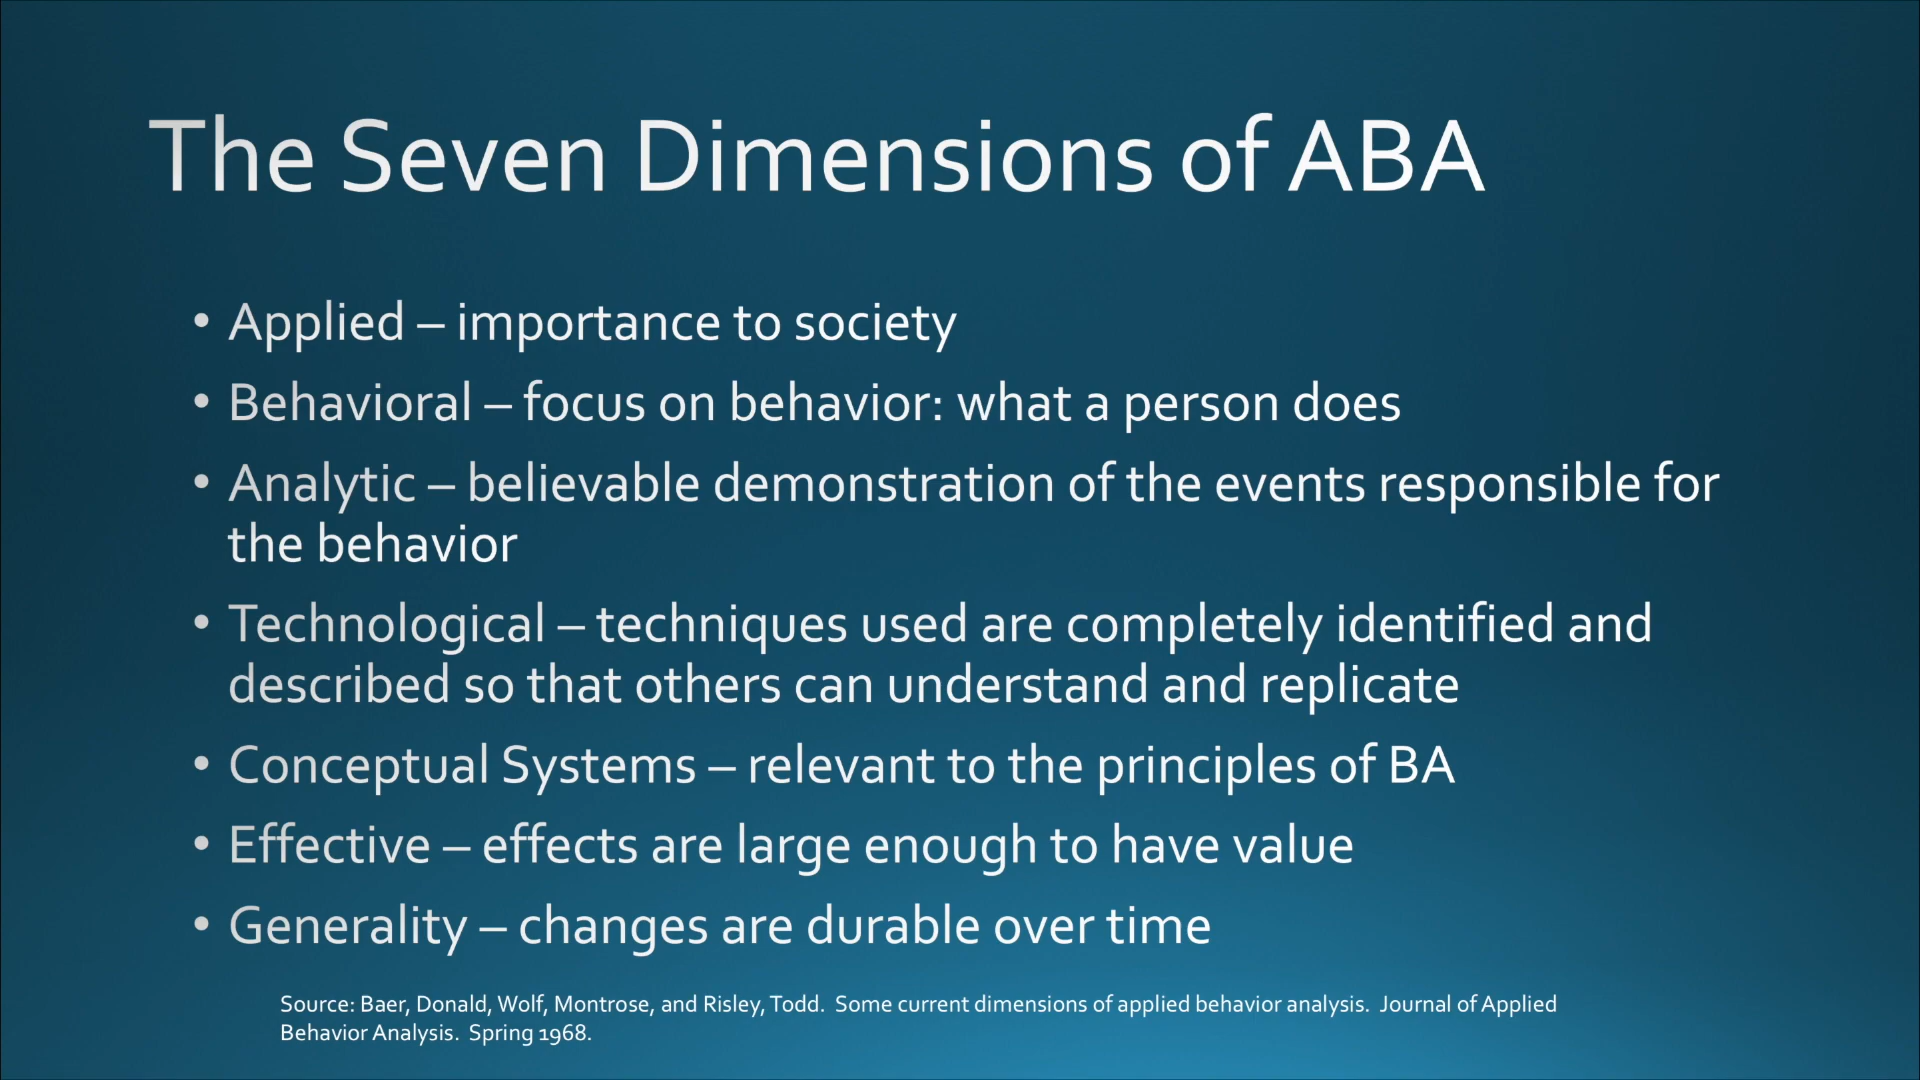 The Seven Dimensions of ABA
• Applied – importance to society
• Behavioral – focus on behavior: what a person does
• Analytic – believable demonstration of the events responsible for
the behavior
• Technological – techniques used are completely identified and
described so that others can understand and replicate
• Conceptual Systems – relevant to the principles of BA
• Effective – effects are large enough to have value
• Generality – changes are durable over time
Source: Baer, Donald, Wolf, Montrose, and Risley, Todd.  Some current dimensions of applied behavior analysis.  Journal of Applied
Behavior Analysis.  Spring 1968.